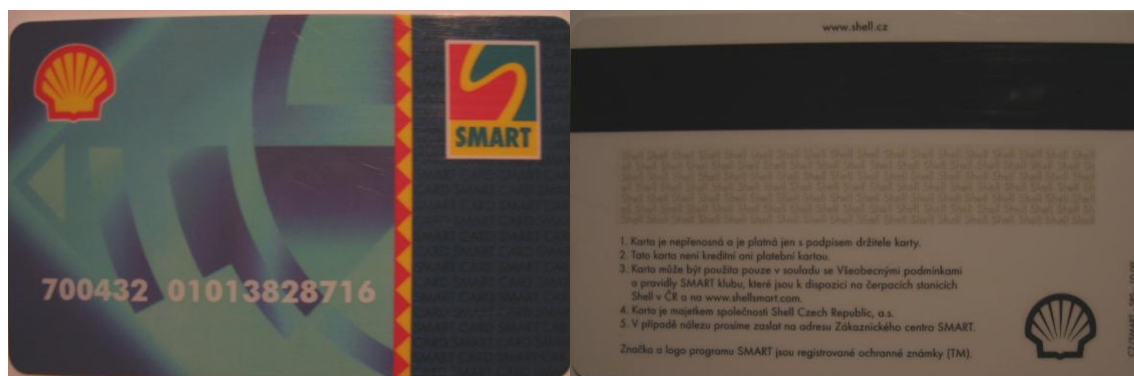 SMART
700432 01013828716
www.shell.cz
1. Karta je nepřenosná a je platná jen s podpisem držitele karty.
2. Tato karta není kreditní ani platební kartou.
3. Karta může být použita pouze v souladu se Všeobecnými podmínkami
a pravidly SMART klubu, které jsou k dispozici na čerpacích stanicích
Shell v ČR a na www.shellsmart.com.
4. Karta je majetkem společnosti Shell Czech Republic, a.s.
5. V případě nálezu prosíme zaslat na adresu Zákaznického centra SMART.
Značka a logo programu SMART jsou registrované ochranné známky (TM).